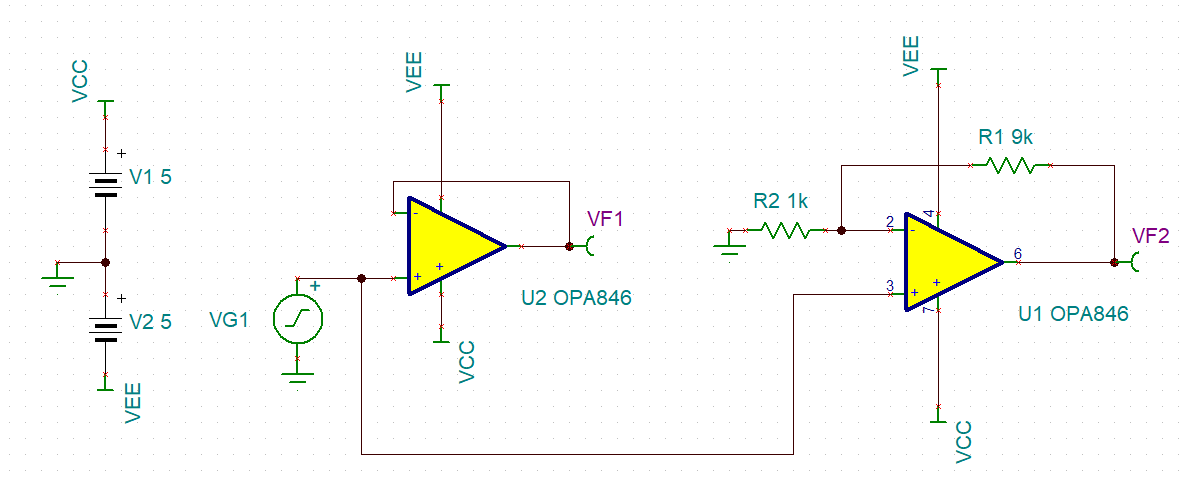 VCC
V1 5
V2 5
VEE
VG1
+
VEE
-
+
+
VF1
U2 OPA846
VCC
R2 1k
VEE
R1 9k
4
2
-
6
3
+
+
7
VF2
U1 OPA846
VCC